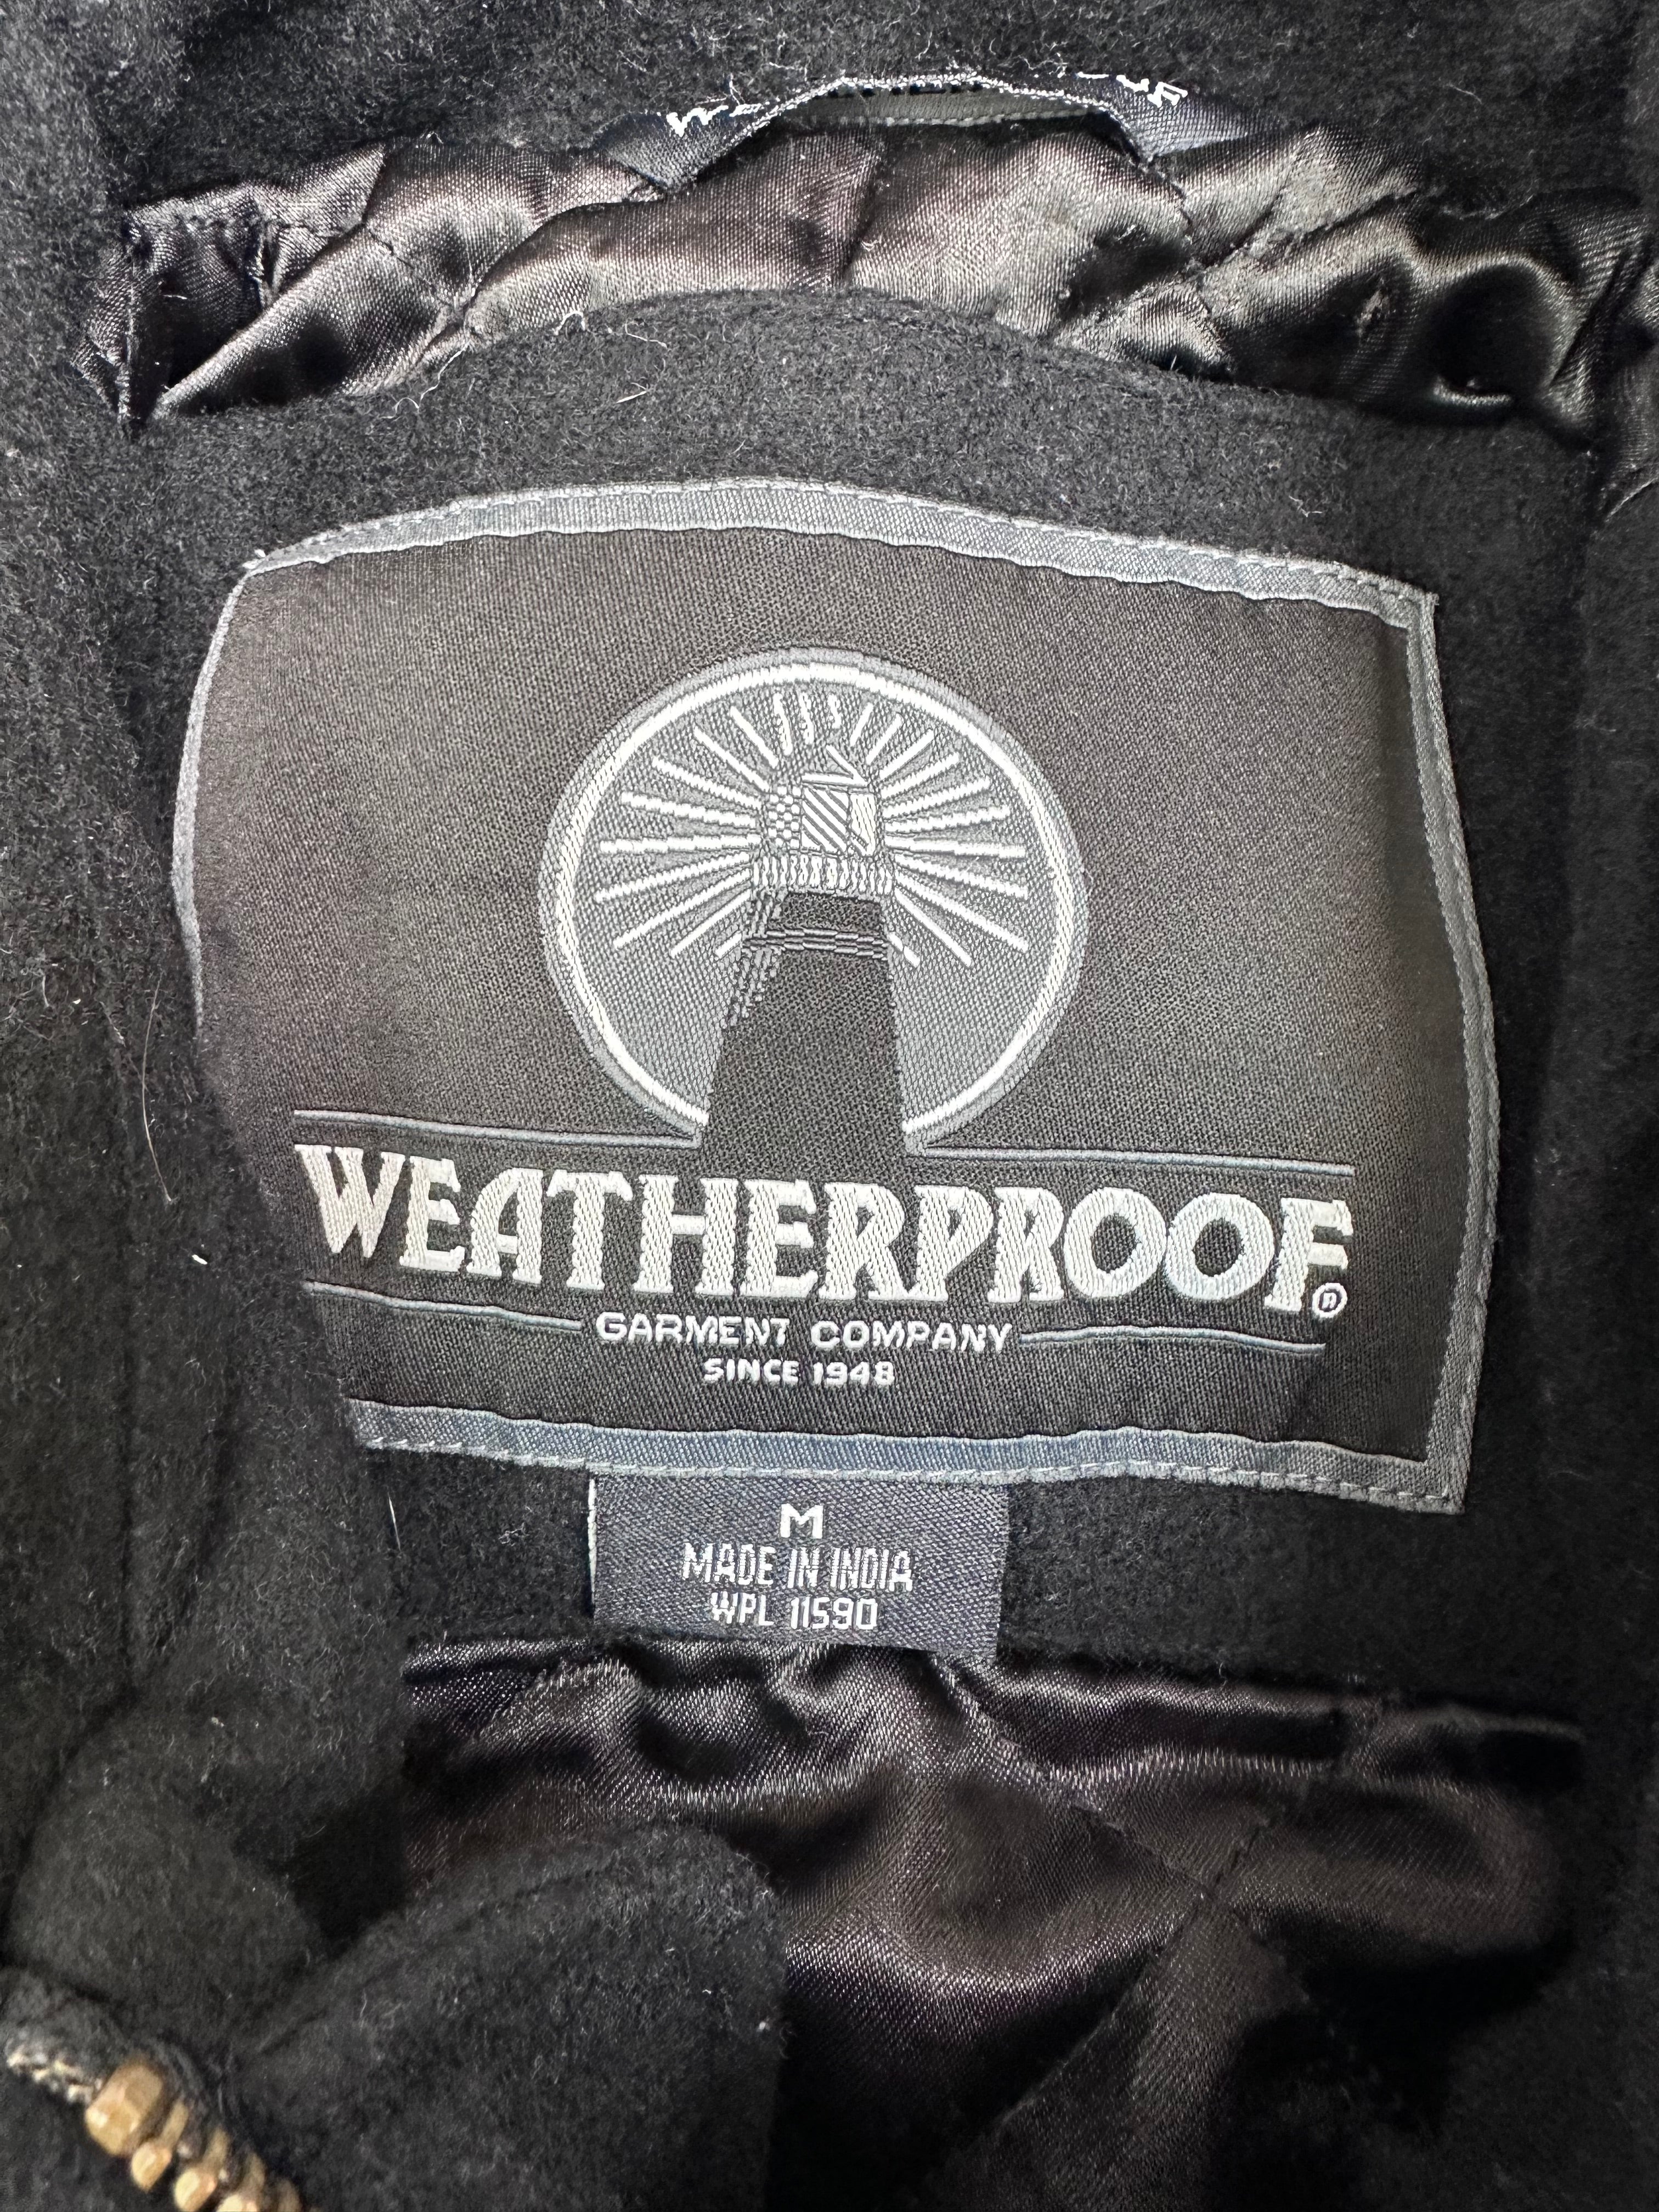 WEATHERPROOF®
GARMENT COMPANY
SINCE 1948
M
MADE IN INDIA
WPL 11590